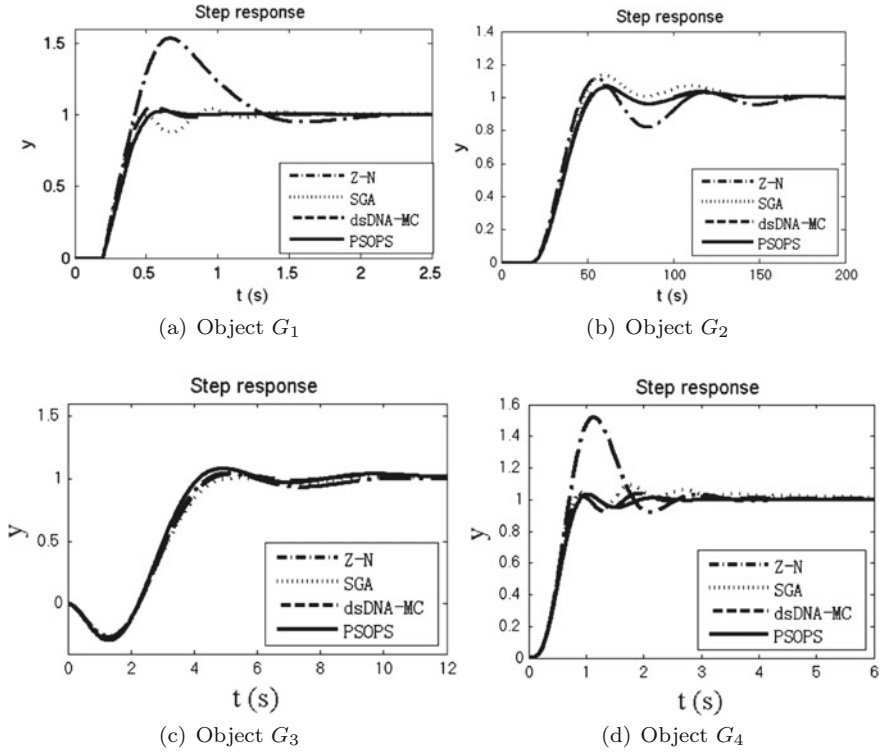 Step response
y
1.5
1
0.5
0
0 0.5 1 1.5 2 2.5
t (s)
Z-N
SGA
dsDNA-MC
PSOPS
(a) Object G1
Step response
y
1.4
1.2
1
0.8
0.6
0.4
0.2
0
0 50 100 150 200
t (s)
Z-N
SGA
dsDNA-MC
PSOPS
(b) Object G2
Step response
y
1.5
1
0.5
0
0 2 4 6 8 10 12
t (s)
Z-N
SGA
dsDNA-MC
PSOPS
(c) Object G3
Step response
y
1.6
1.4
1.2
1
0.8
0.6
0.4
0.2
0
0 1 2 3 4 5 6
t (s)
Z-N
SGA
dsDNA-MC
PSOPS
(d) Object G4